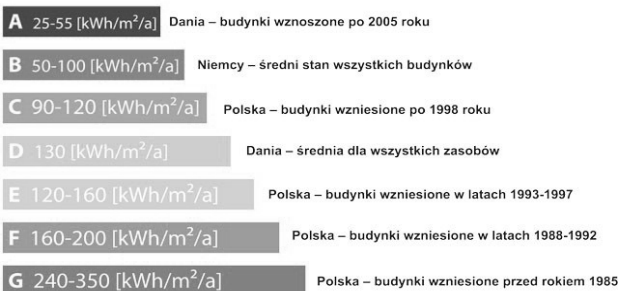 A 25-55 [kWh/m²/a] Dania – budynki wznoszone po 2005 roku
B 50-100 [kWh/m²/a] Niemcy – średni stan wszystkich budynków
C 90-120 [kWh/m²/a] Polska – budynki wzniesione po 1998 roku
D 130 [kWh/m²/a] Dania – średnia dla wszystkich zasobów
E 120-160 [kWh/m²/a] Polska – budynki wzniesione w latach 1993-1997
F 160-200 [kWh/m²/a] Polska – budynki wzniesione w latach 1988-1992
G 240-350 [kWh/m²/a] Polska – budynki wzniesione przed rokiem 1985